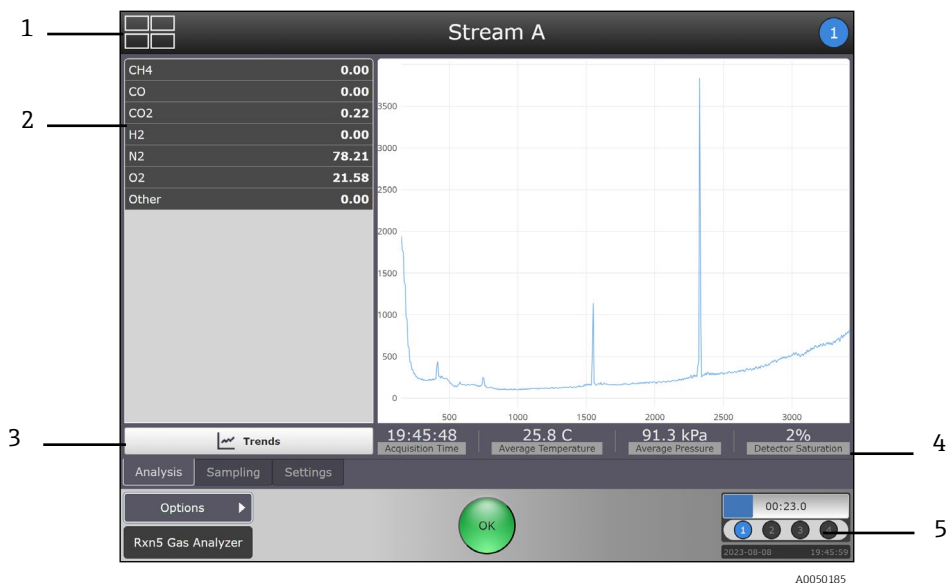 Stream A
1
1
CH4 0.00
CO 0.00
CO2 0.22
2
H2 0.00
N2 78.21
O2 21.58
Other 0.00
3500
3000
2500
2000
1500
1000
500
0
500 1000 1500 2000 2500 3000
3
Trends
19:45:48 25.8 C 91.3 kPa 2%
Acquisition Time Average Temperature Average Pressure Detector Saturation
4
Analysis Sampling Settings
Options
OK
00:23.0
1 2 3 4
5
Rxn5 Gas Analyzer
2023-08-08 19:45:59
A0050185